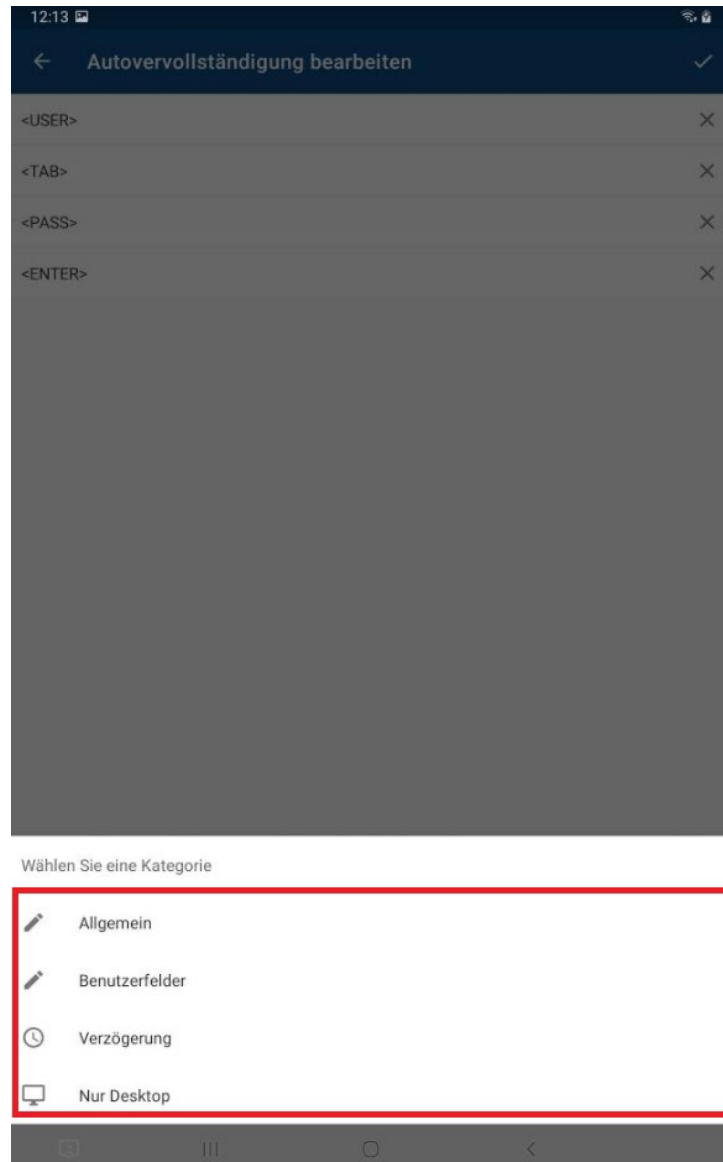 12:13
Autovervollständigung bearbeiten
<USER>
<TAB>
<PASS>
<ENTER>
Wählen Sie eine Kategorie
Allgemein
Benutzerfelder
Verzögerung
Nur Desktop